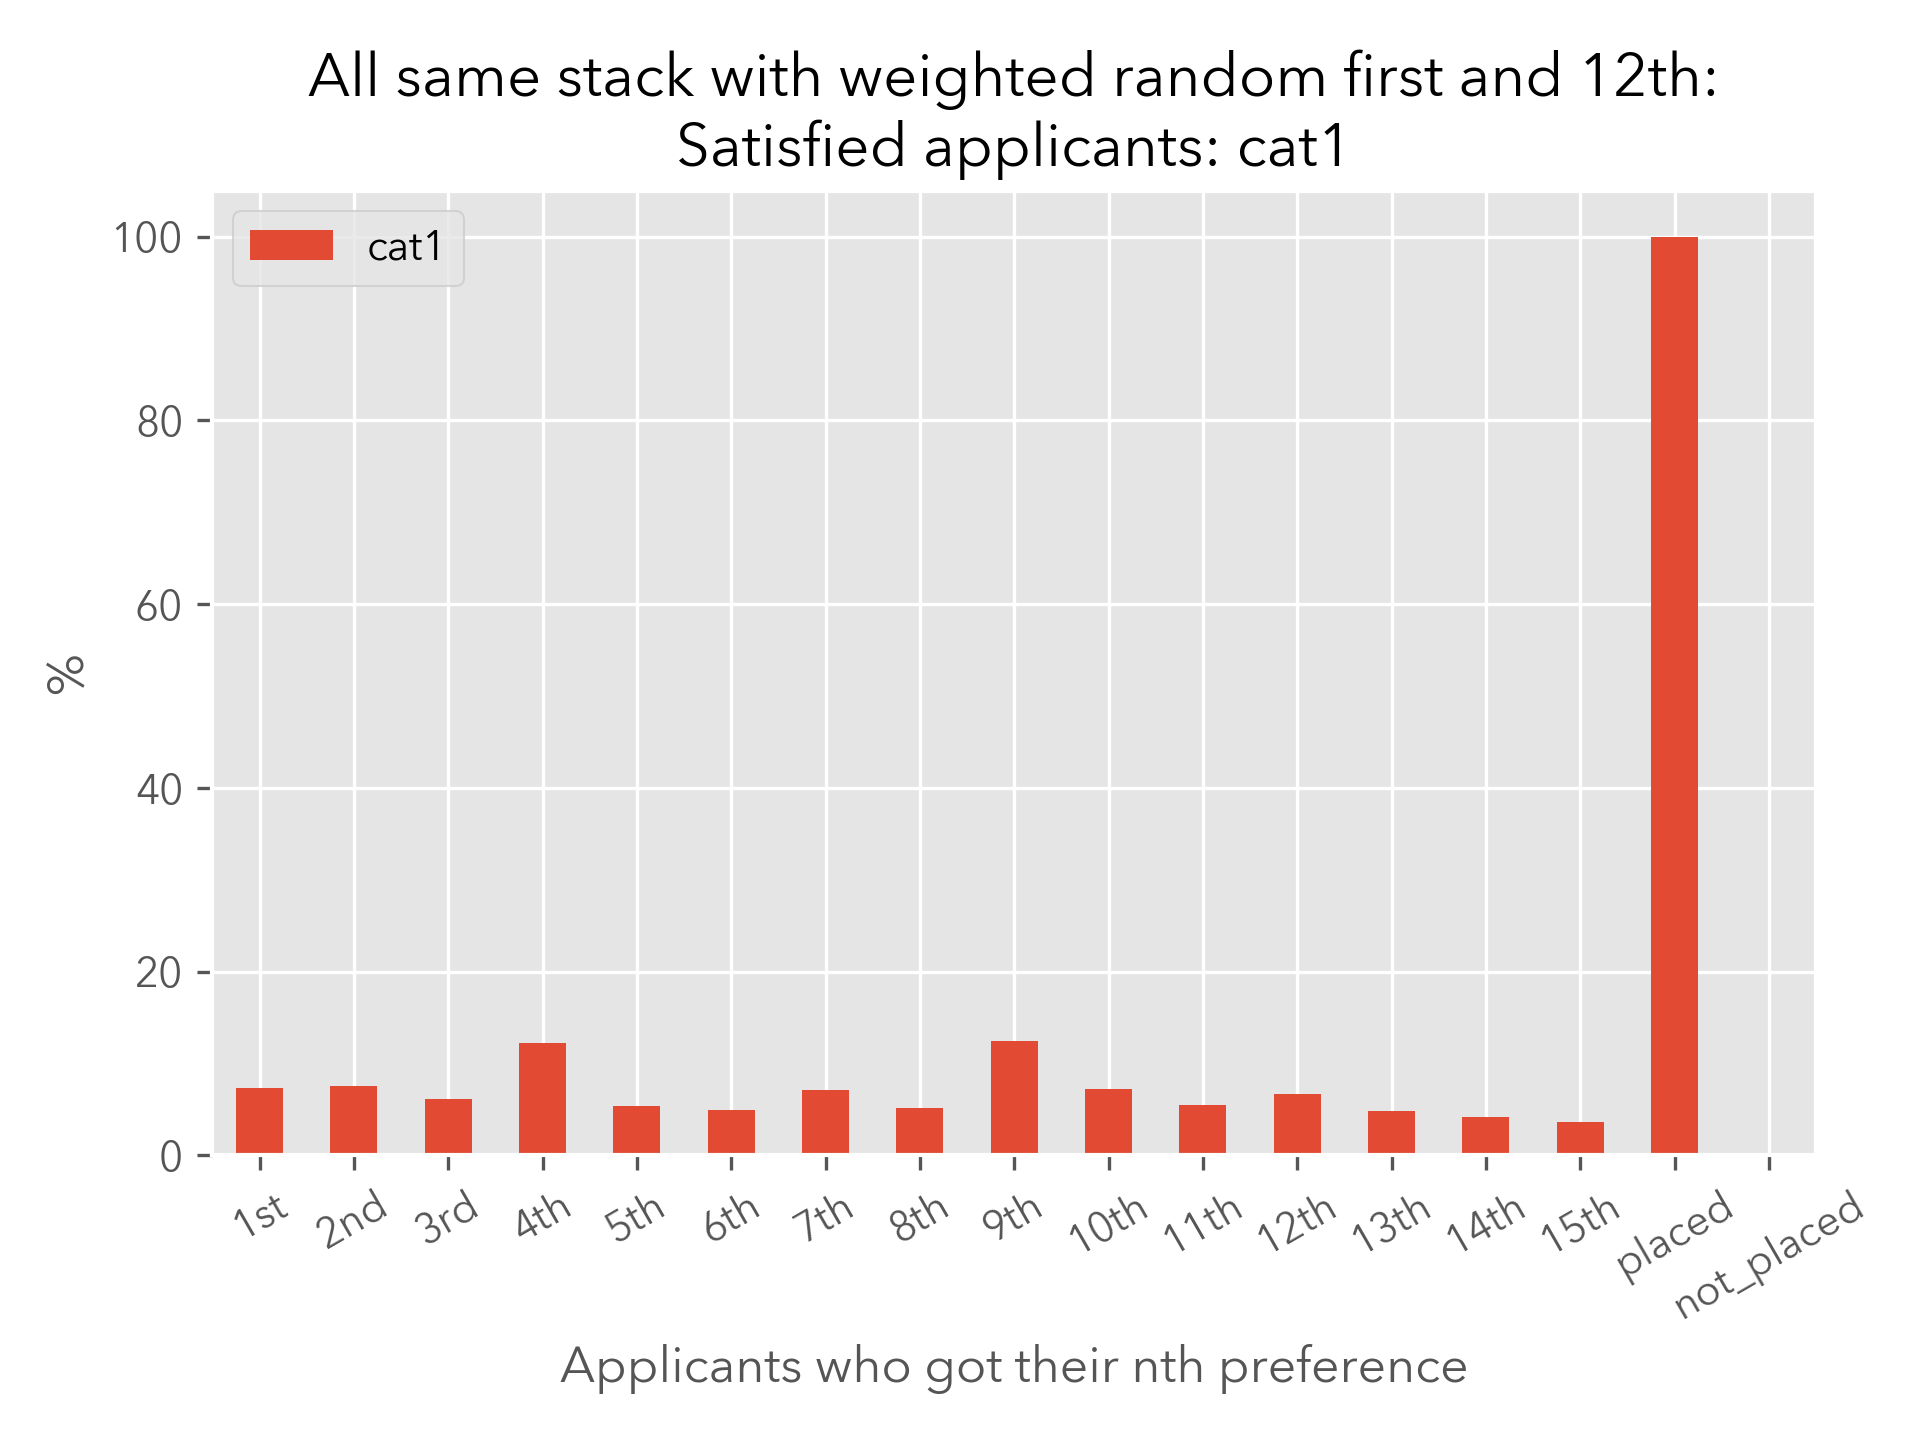 All same stack with weighted random first and 12th:
Satisfied applicants: cat1
cat1
100
80
60
40
20
0
%
1st 2nd 3rd 4th 5th 6th 7th 8th 9th 10th 11th 12th 13th 14th 15th placed not_placed
Applicants who got their nth preference